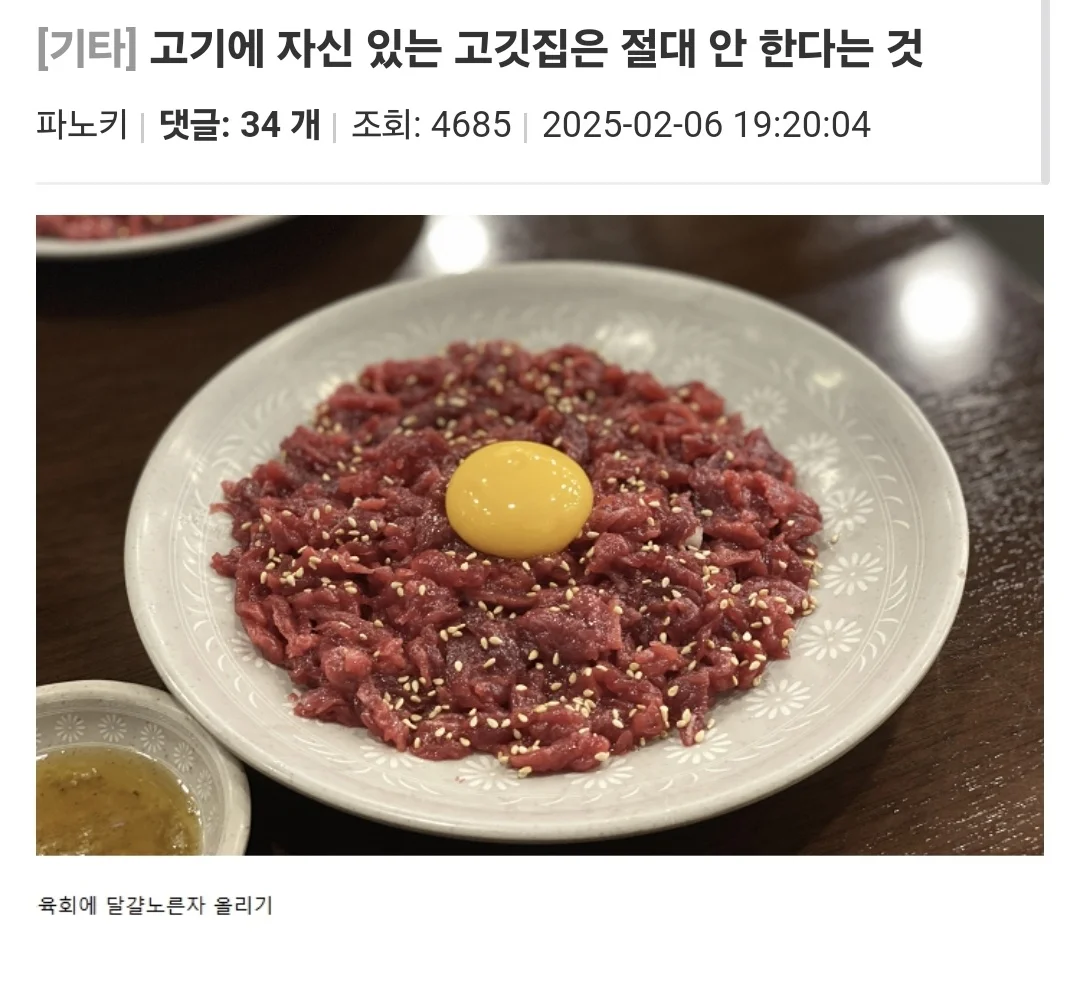 [기타] 고기에 자신 있는 고깃집은 절대 안 한다는 것
파노키 | 댓글: 34 개 | 조회: 4685 | 2025-02-06 19:20:04
육회에 달걀노른자 올리기